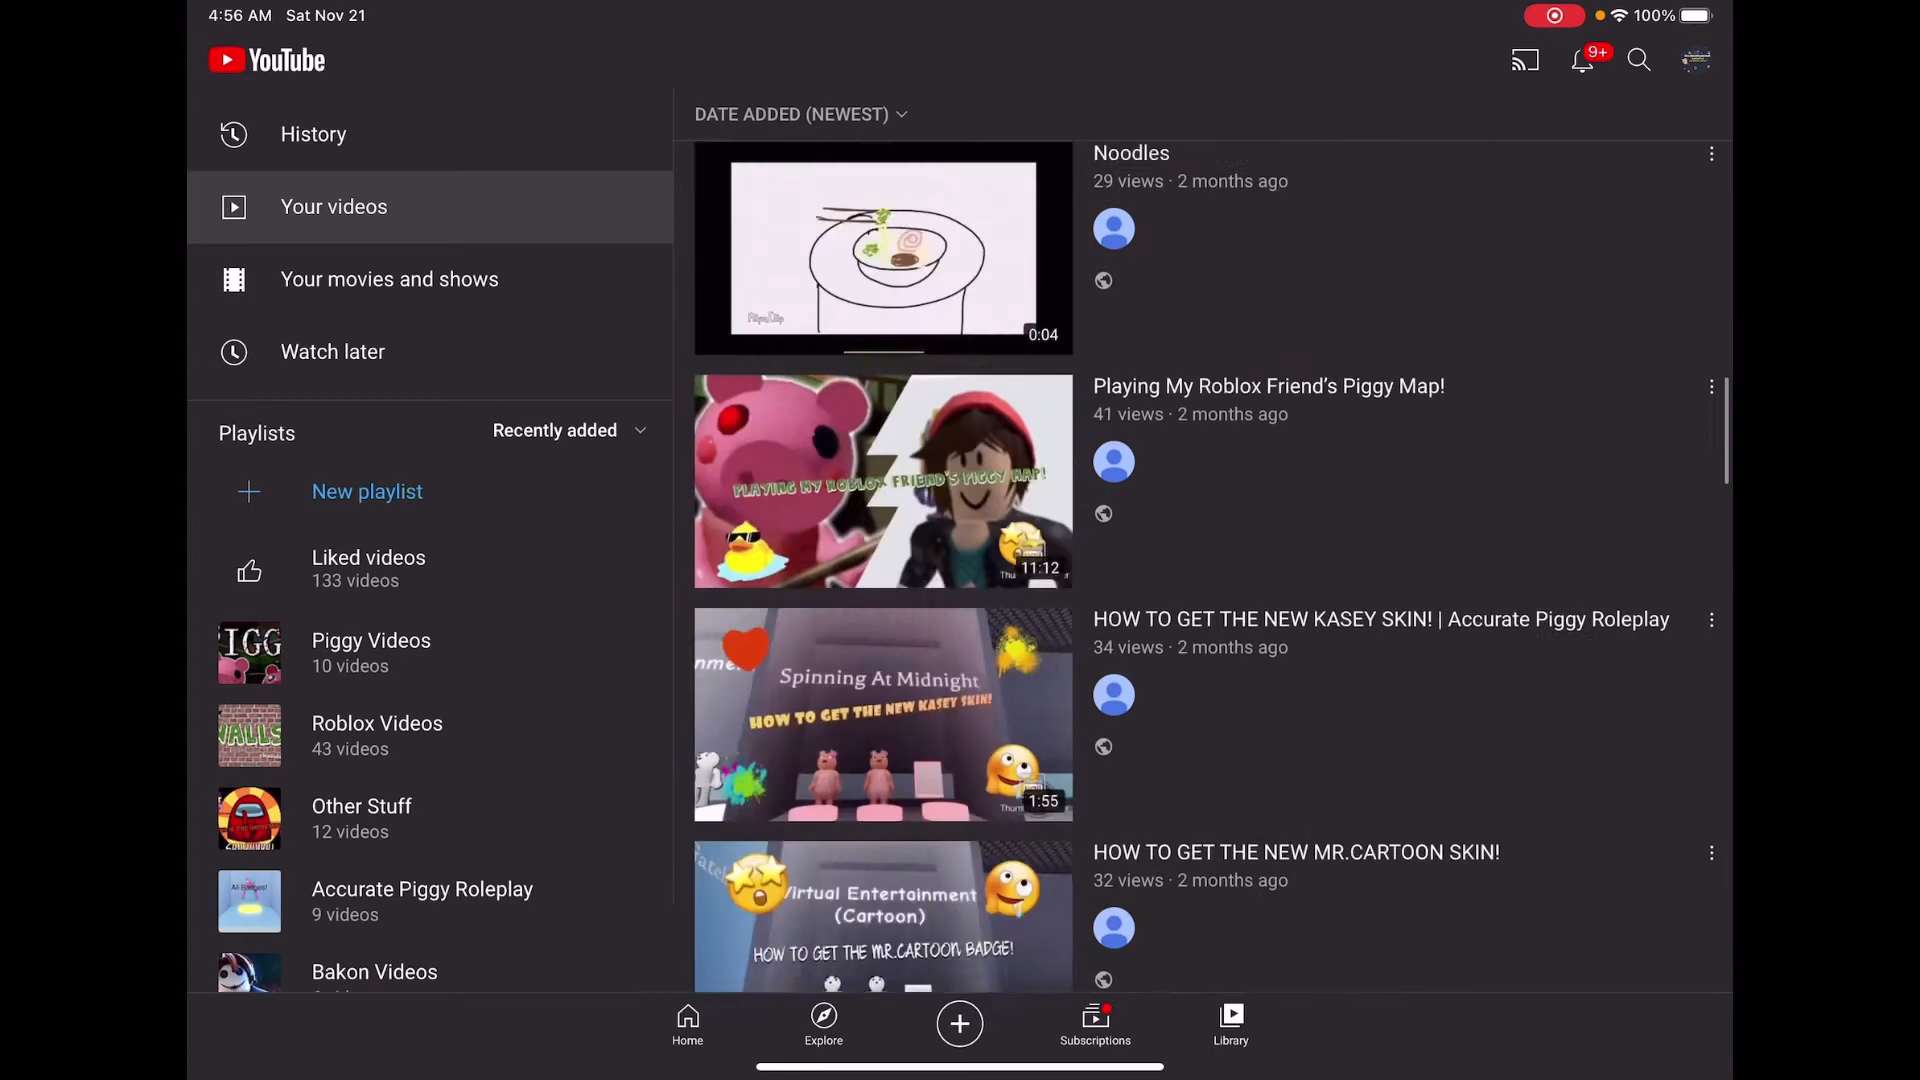 4:56 AM Sat Nov 21
100%
YouTube
9+
History
Your videos
Your movies and shows
Watch later
Playlists
Recently added
New playlist
Liked videos
133 videos
IGG
Piggy Videos
10 videos
WALLS
Roblox Videos
43 videos
Other Stuff
12 videos
All Badges!
Accurate Piggy Roleplay
9 videos
Bakon Videos
DATE ADDED (NEWEST)
FlipaClip
0:04
Noodles
29 views · 2 months ago
PLAYING MY ROBLOX FRIEND'S PIGGY MAP!
11:12
Playing My Roblox Friend's Piggy Map!
41 views · 2 months ago
Spinning At Midnight
HOW TO GET THE NEW KASEY SKIN!
1:55
HOW TO GET THE NEW KASEY SKIN! | Accurate Piggy Roleplay
34 views · 2 months ago
Virtual Entertainment
(Cartoon)
HOW TO GET THE MR.CARTOON BADGE!
HOW TO GET THE NEW MR.CARTOON SKIN!
32 views · 2 months ago
Home
Explore
Subscriptions
Library